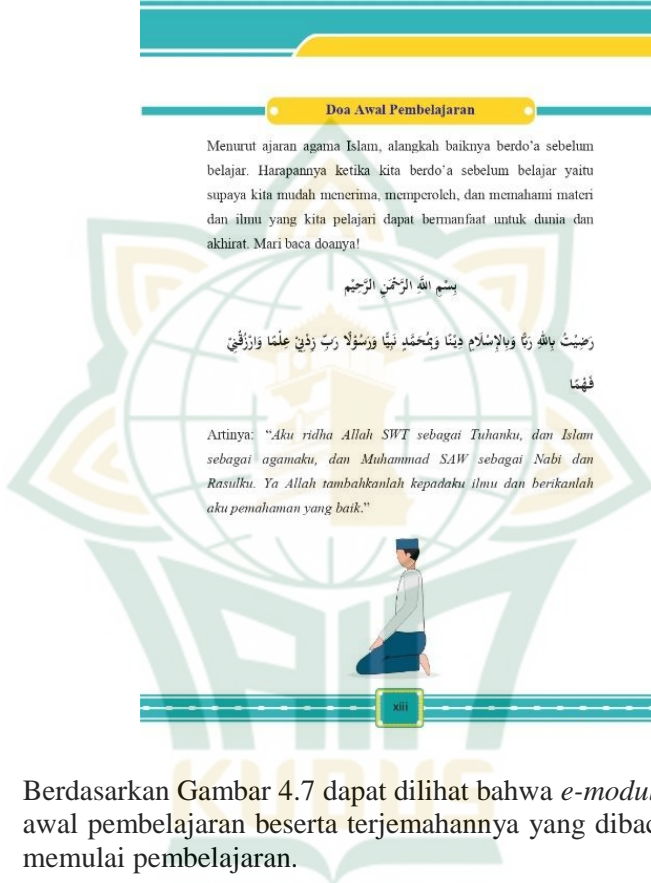 Doa Awal Pembelajaran
Menurut ajaran agama Islam, alangkah baiknya berdo'a sebelum
belajar. Harapannya ketika kita berdo'a sebelum belajar yaitu
supaya kita mudah menerima, memperoleh, dan memahami materi
dan ilmu yang kita pelajari dapat bermanfaat untuk dunia dan
akhirat. Mari baca doanya!
بِسْمِ اللَّهِ الرَّحْمَنِ الرَّحِيْمِ
رَضِيْتُ بِاللهِ رَبًّا وَبِالإِسْلَامِ دِيْنًا وَبِمُحَمَّدٍ نَبِيًّا وَرَسُوْلًا رَبِّ زِدْنِيْ عِلْمًا وَارْزُقْنِيْ
فَهْمًا
Artinya: "Aku ridha Allah SWT sebagai Tuhanku, dan Islam
sebagai agamaku, dan Muhammad SAW sebagai Nabi dan
Rasulku. Ya Allah tambahkanlah kepadaku ilmu dan berikanlah
aku pemahaman yang baik."
xiii
Berdasarkan Gambar 4.7 dapat dilihat bahwa e-modul
awal pembelajaran beserta terjemahannya yang dibac
memulai pembelajaran.
KUDUS